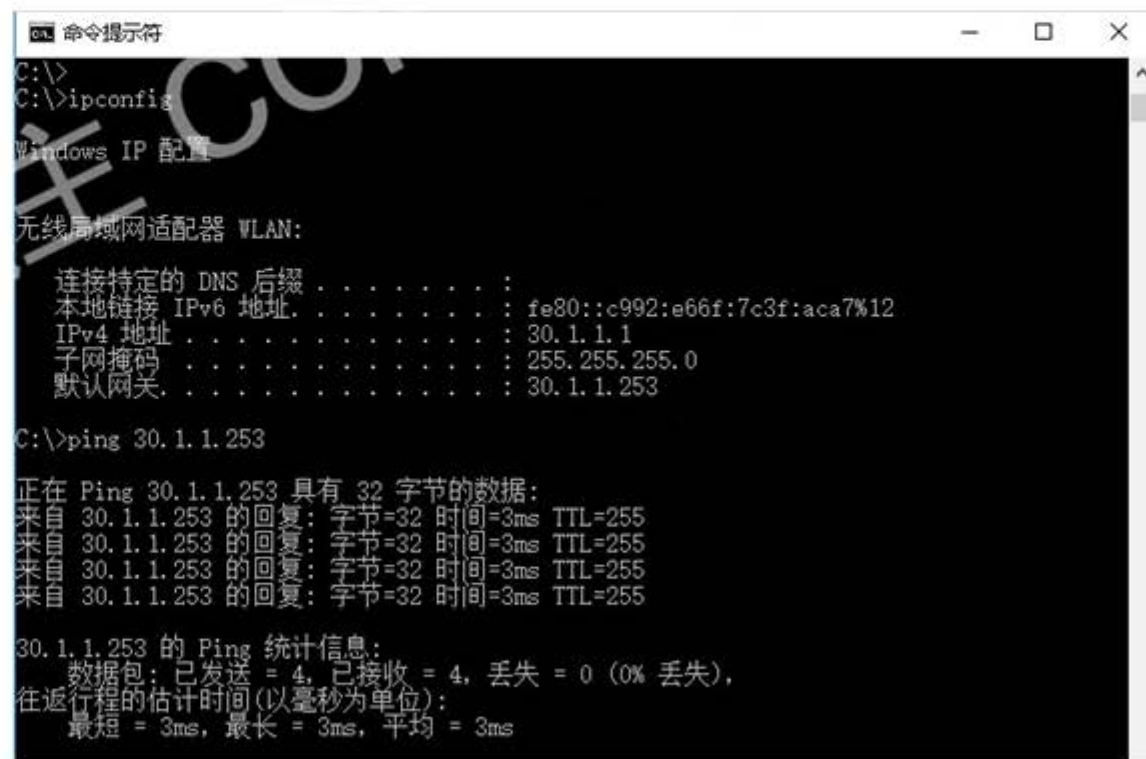 命令提示符
C:\>
C:\>ipconfig
Windows IP 配置
无线局域网适配器 WLAN:
连接特定的 DNS 后缀 . . . . . . . :
本地链接 IPv6 地址. . . . . . . . : fe80::c992:e66f:7c3f:aca7%12
IPv4 地址 . . . . . . . . . . . . : 30.1.1.1
子网掩码 . . . . . . . . . . . . : 255.255.255.0
默认网关. . . . . . . . . . . . . : 30.1.1.253
C:\>ping 30.1.1.253
正在 Ping 30.1.1.253 具有 32 字节的数据:
来自 30.1.1.253 的回复: 字节=32 时间=3ms TTL=255
来自 30.1.1.253 的回复: 字节=32 时间=3ms TTL=255
来自 30.1.1.253 的回复: 字节=32 时间=3ms TTL=255
来自 30.1.1.253 的回复: 字节=32 时间=3ms TTL=255
30.1.1.253 的 Ping 统计信息:
数据包: 已发送 = 4, 已接收 = 4, 丢失 = 0 (0% 丢失),
往返行程的估计时间(以毫秒为单位):
最短 = 3ms, 最长 = 3ms, 平均 = 3ms